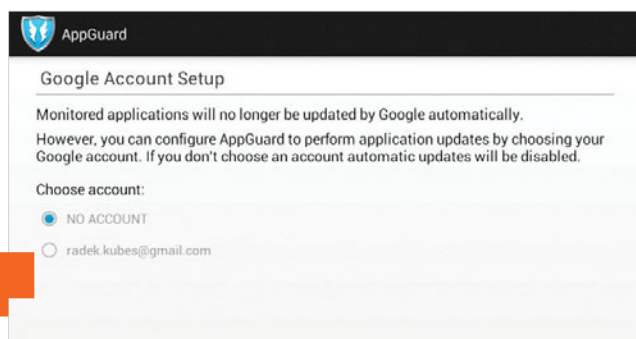 AppGuard
Google Account Setup
Monitored applications will no longer be updated by Google automatically.
However, you can configure AppGuard to perform application updates by choosing your
Google account. If you don't choose an account automatic updates will be disabled.
Choose account:
NO ACCOUNT
radek.kubes@gmail.com